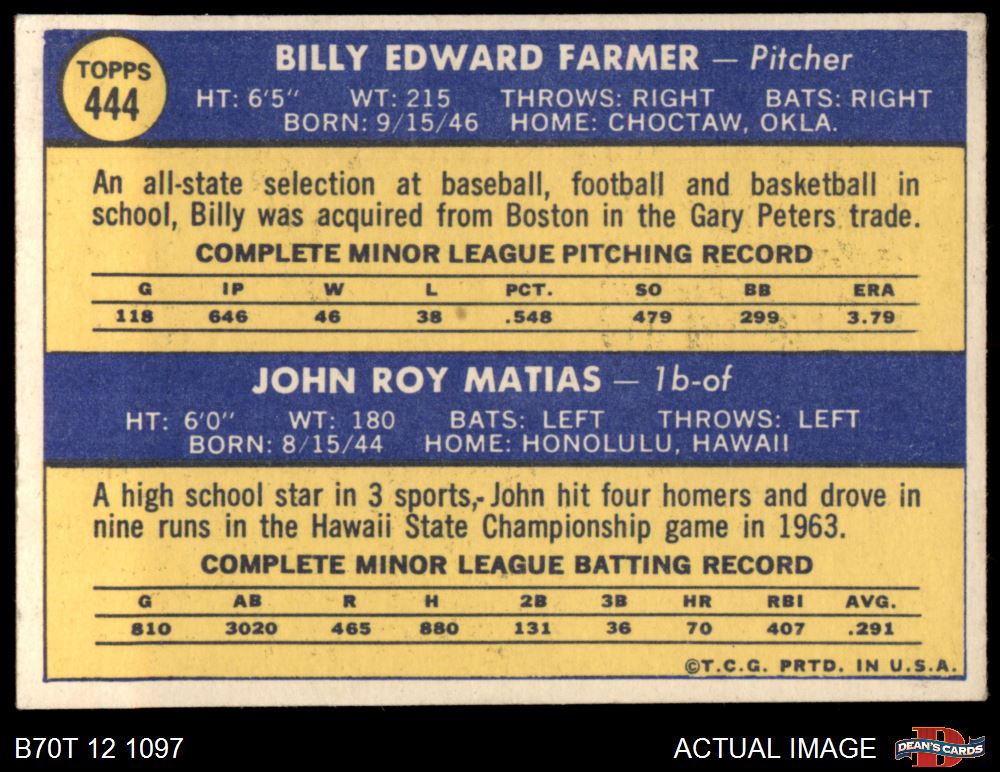 TOPPS
444
BILLY EDWARD FARMER — Pitcher
HT: 6'5" WT: 215 THROWS: RIGHT BATS: RIGHT
BORN: 9/15/46 HOME: CHOCTAW, OKLA.
An all-state selection at baseball, football and basketball in
school, Billy was acquired from Boston in the Gary Peters trade.
COMPLETE MINOR LEAGUE PITCHING RECORD
G IP W L PCT. SO BB ERA
118 646 46 38 .548 479 299 3.79
JOHN ROY MATIAS — 1b-of
HT: 6'0" WT: 180 BATS: LEFT THROWS: LEFT
BORN: 8/15/44 HOME: HONOLULU, HAWAII
A high school star in 3 sports, John hit four homers and drove in
nine runs in the Hawaii State Championship game in 1963.
COMPLETE MINOR LEAGUE BATTING RECORD
G AB R H 2B 3B HR RBI AVG.
810 3020 465 880 131 36 70 407 .291
©T.C.G. PRTD. IN U.S.A.
B70T 12 1097
ACTUAL IMAGE
DEAN'S CARDS